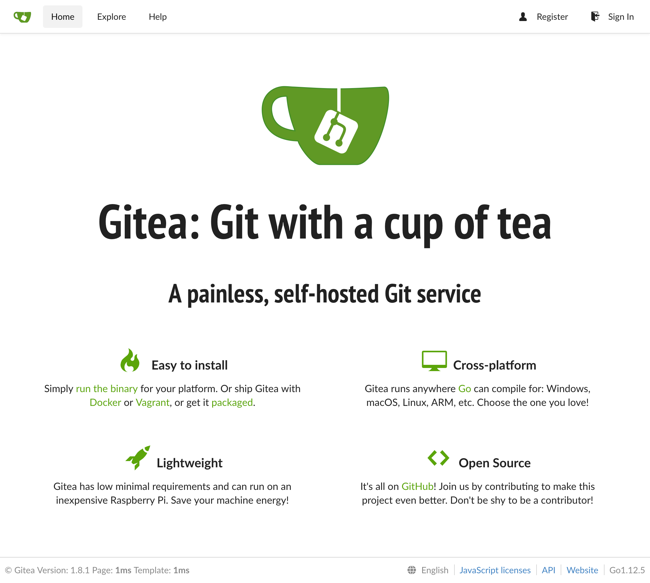 Home Explore Help Register Sign In
Gitea: Git with a cup of tea
A painless, self-hosted Git service
Easy to install
Simply run the binary for your platform. Or ship Gitea with
Docker or Vagrant, or get it packaged.
Cross-platform
Gitea runs anywhere Go can compile for: Windows,
macOS, Linux, ARM, etc. Choose the one you love!
Lightweight
Gitea has low minimal requirements and can run on an
inexpensive Raspberry Pi. Save your machine energy!
Open Source
It's all on GitHub! Join us by contributing to make this
project even better. Don't be shy to be a contributor!
© Gitea Version: 1.8.1 Page: 1ms Template: 1ms English JavaScript licenses API Website Go1.12.5